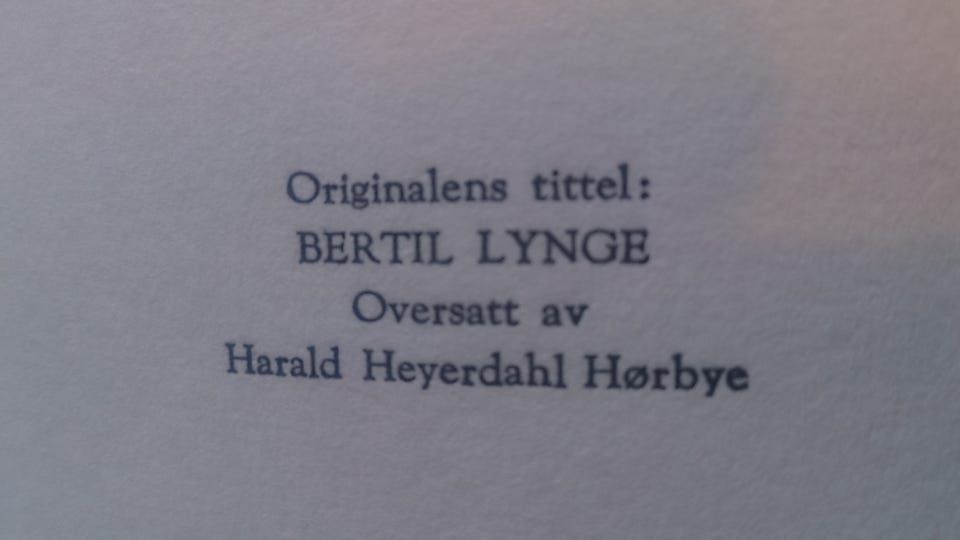 Originalens tittel:
BERTIL LYNGE
Oversatt av
Harald Heyerdahl Hørbye